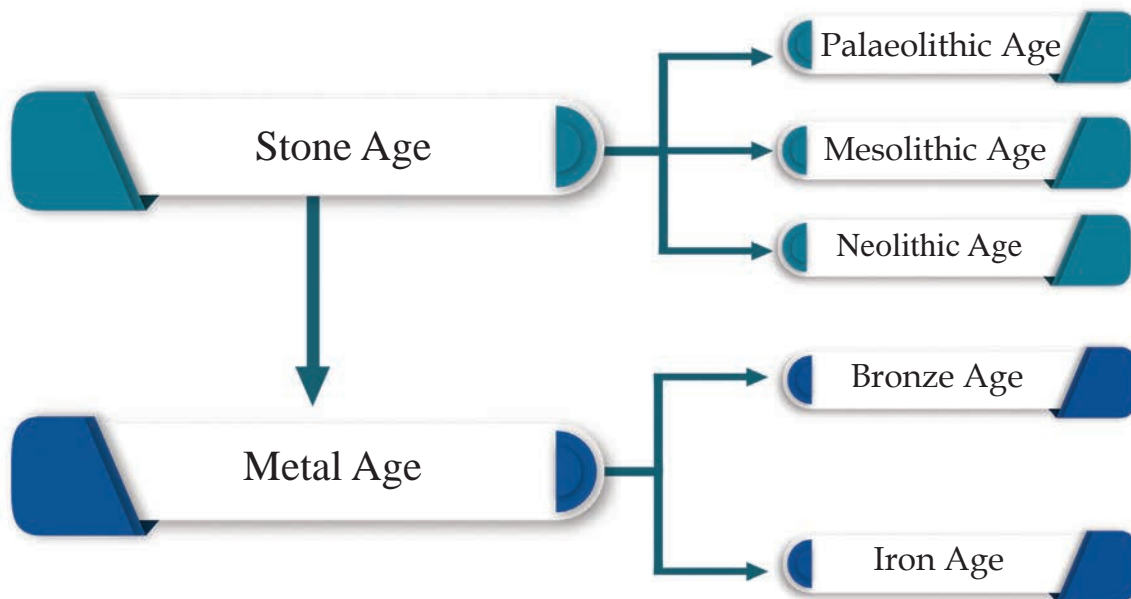 Stone Age
Palaeolithic Age
Mesolithic Age
Neolithic Age
Metal Age
Bronze Age
Iron Age